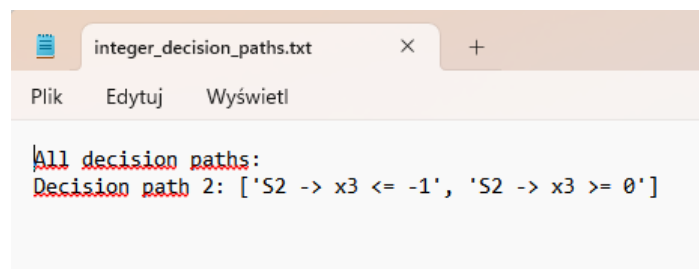 integer_decision_paths.txt
Plik Edytuj Wyświetl
All decision paths:
Decision path 2: ['S2 -> x3 <= -1', 'S2 -> x3 >= 0']